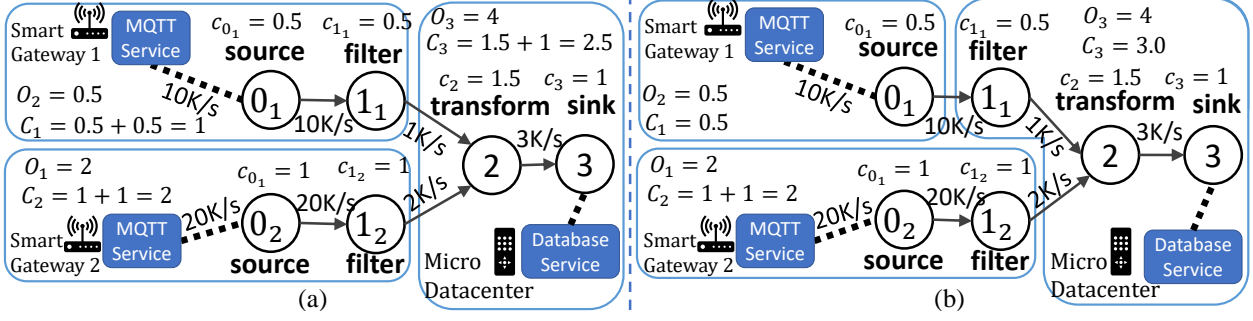 Smart
Gateway 1
MQTT
Service
c₀₁ = 0.5
source
c₁₁ = 0.5
filter
10K/s
0₁
10K/s
1₁
1K/s
O₂ = 0.5
C₁ = 0.5 + 0.5 = 1
O₁ = 2
C₂ = 1 + 1 = 2
c₀₁ = 1
c₁₂ = 1
Smart
Gateway 2
MQTT
Service
20K/s
0₂
20K/s
1₂
2K/s
source
filter
O₃ = 4
C₃ = 1.5 + 1 = 2.5
c₂ = 1.5
c₃ = 1
transform
sink
2
3K/s
3
Database
Service
Micro
Datacenter
(a)
Smart
Gateway 1
MQTT
Service
c₀₁ = 0.5
source
10K/s
0₁
10K/s
O₂ = 0.5
C₁ = 0.5
c₁₁ = 0.5
filter
1₁
1K/s
O₁ = 2
C₂ = 1 + 1 = 2
c₀₁ = 1
c₁₂ = 1
Smart
Gateway 2
MQTT
Service
20K/s
0₂
20K/s
1₂
2K/s
source
filter
O₃ = 4
C₃ = 3.0
c₂ = 1.5
c₃ = 1
transform
sink
2
3K/s
3
Database
Service
Micro
Datacenter
(b)